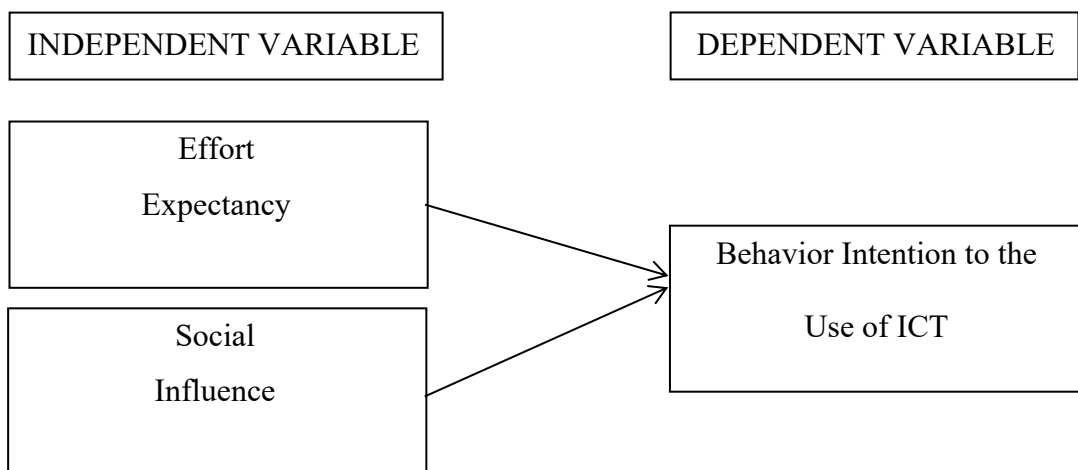 INDEPENDENT VARIABLE
DEPENDENT VARIABLE
Effort
Expectancy
Social
Influence
Behavior Intention to the
Use of ICT